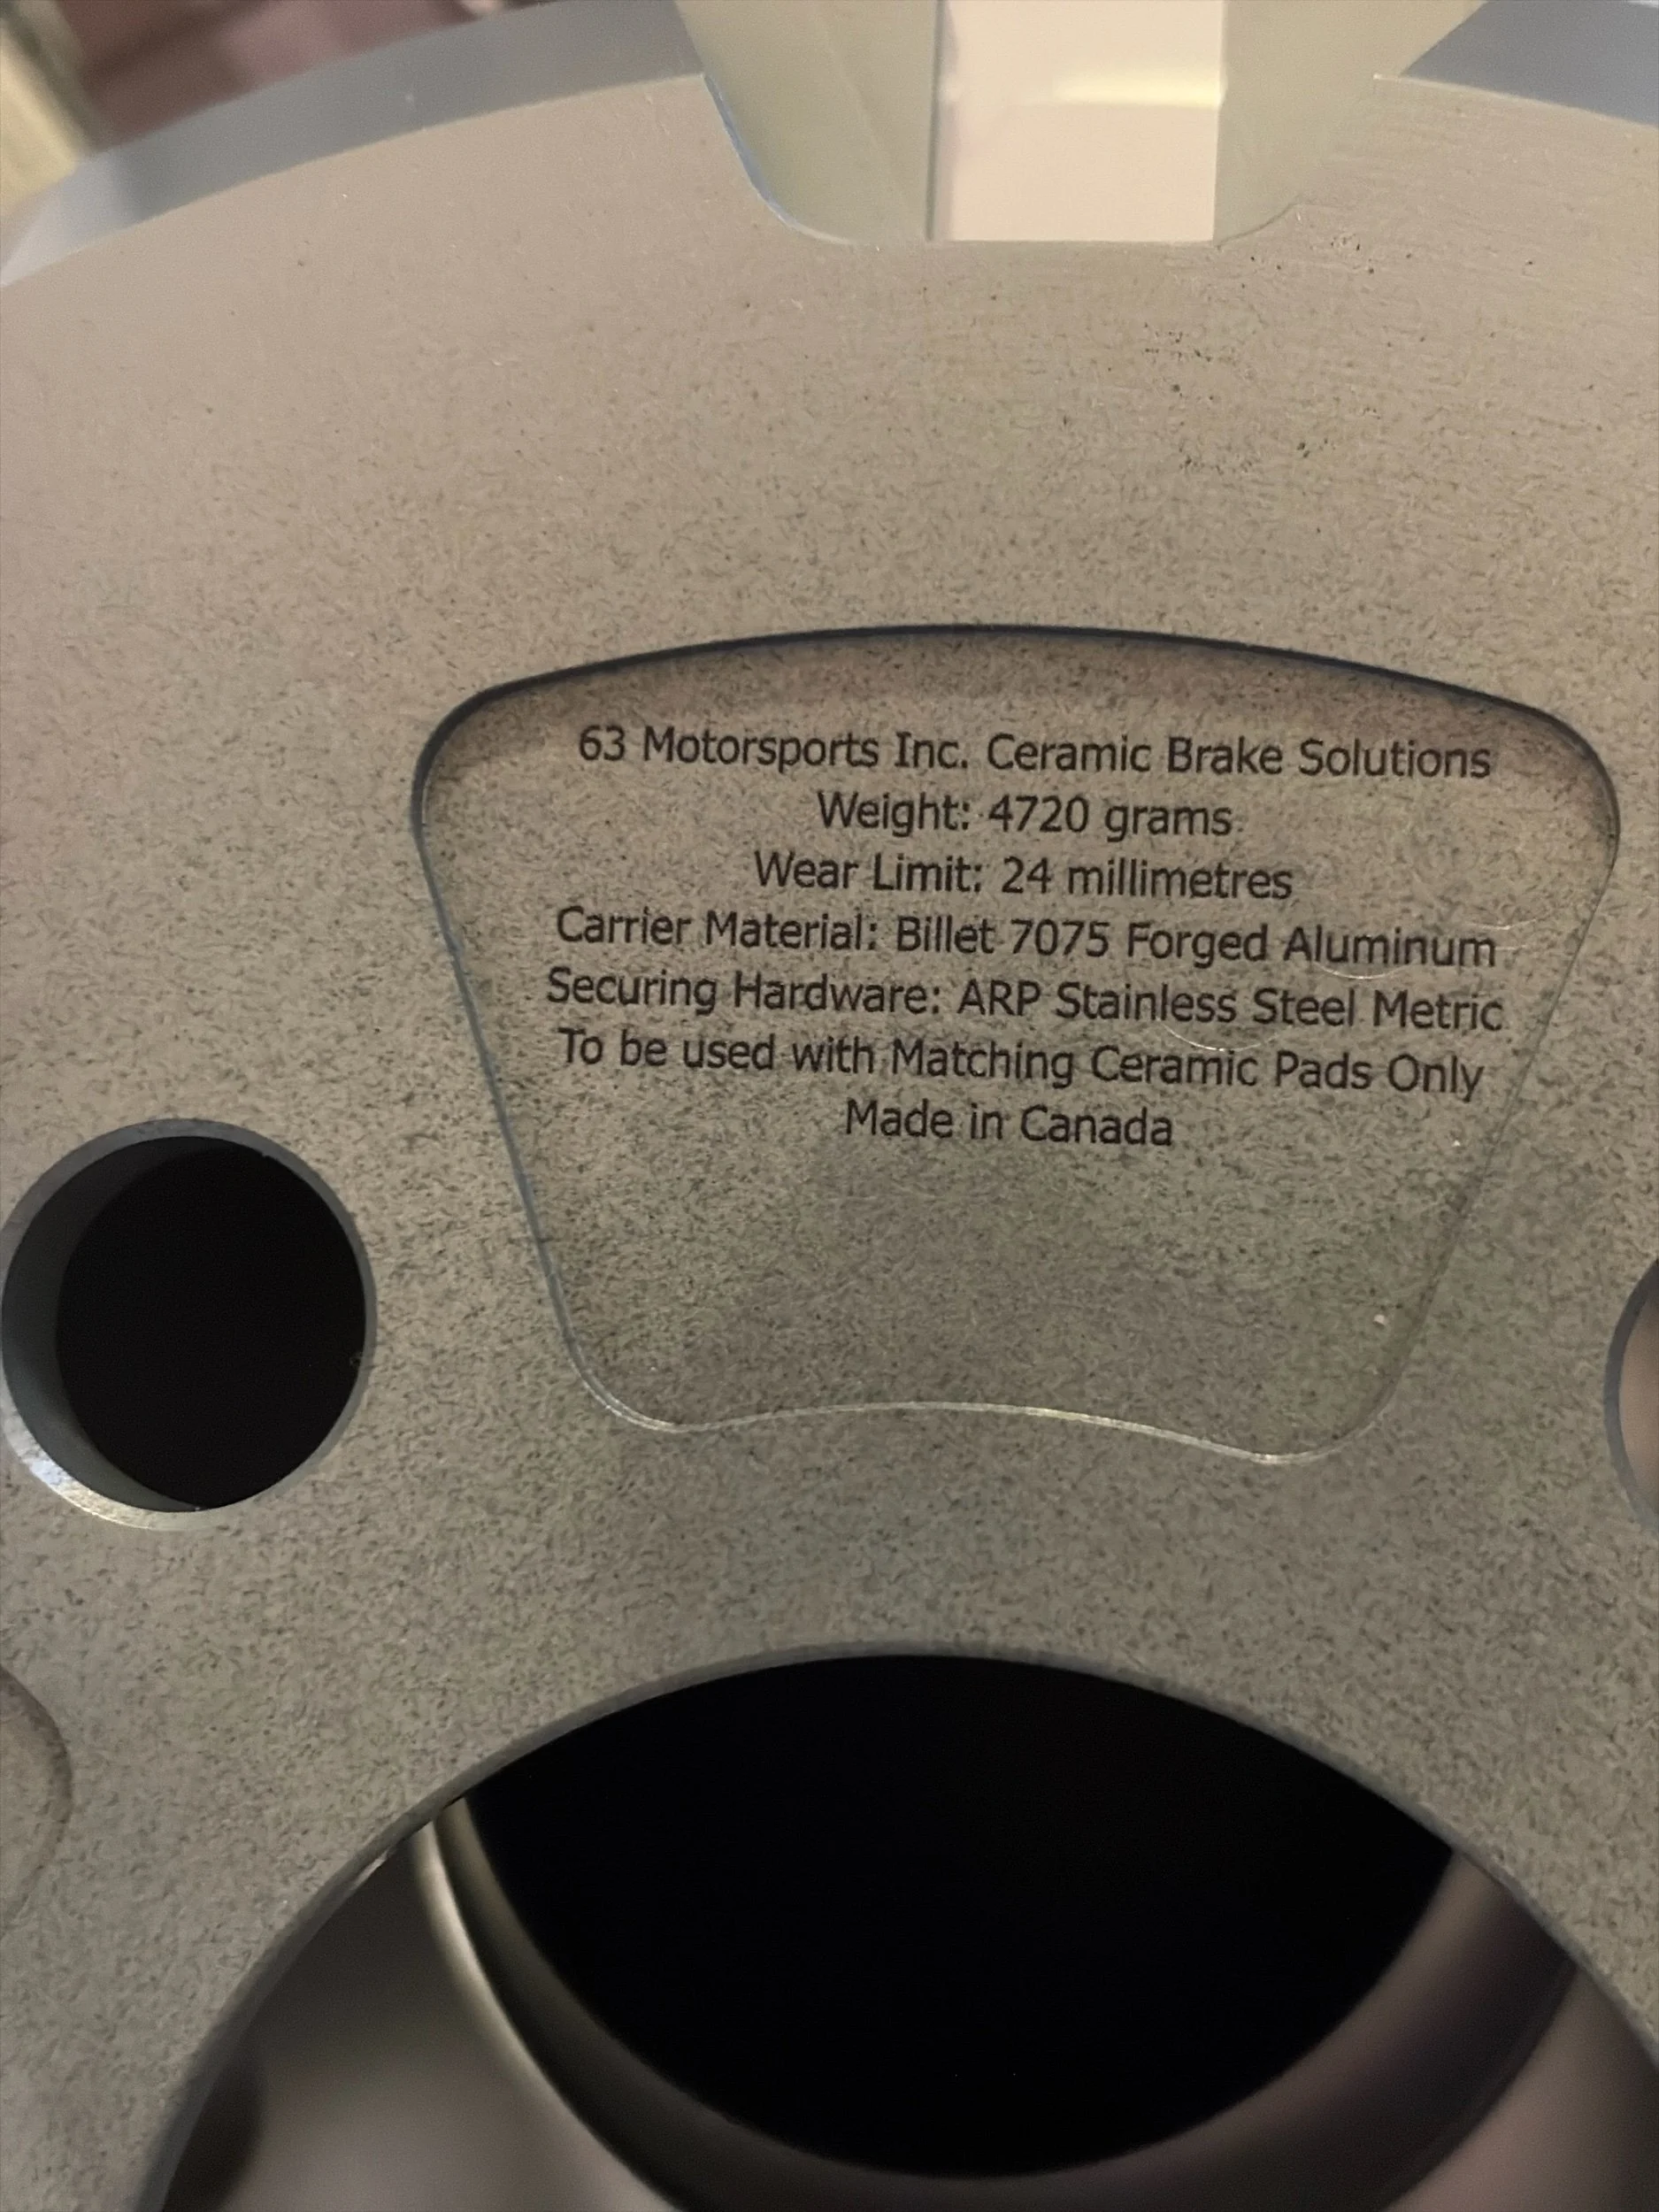 63 Motorsports Inc. Ceramic Brake Solutions
Weight: 4720 grams
Wear Limit: 24 millimetres
Carrier Material: Billet 7075 Forged Aluminum
Securing Hardware: ARP Stainless Steel Metric
To be used with Matching Ceramic Pads Only
Made in Canada